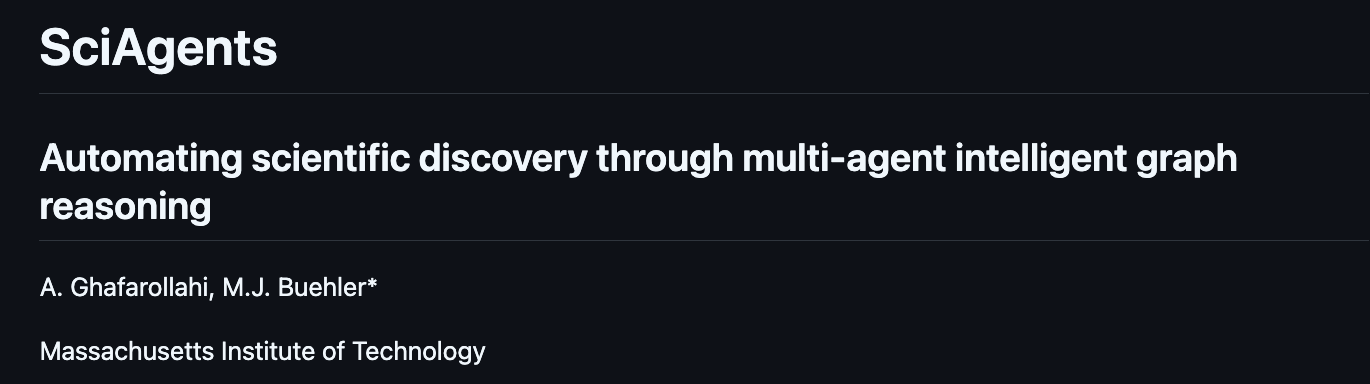 SciAgents
Automating scientific discovery through multi-agent intelligent graph
reasoning
A. Ghafarollahi, M.J. Buehler*
Massachusetts Institute of Technology